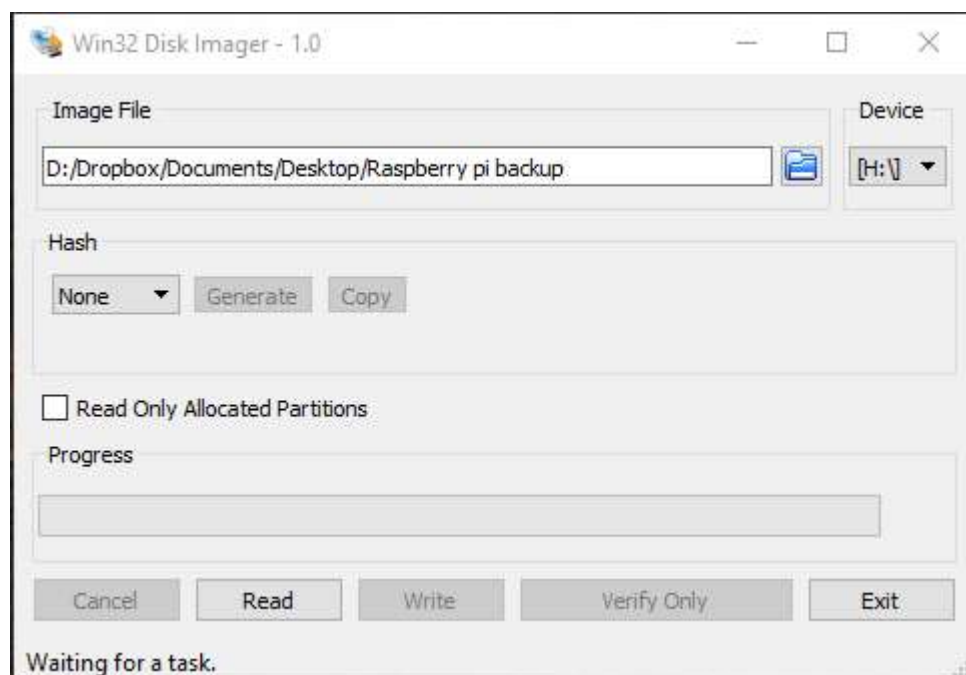 Win32 Disk Imager - 1.0
Image File
Device
D:/Dropbox/Documents/Desktop/Raspberry pi backup
[H:\]
Hash
None
Generate
Copy
Read Only Allocated Partitions
Progress
Cancel
Read
Write
Verify Only
Exit
Waiting for a task.